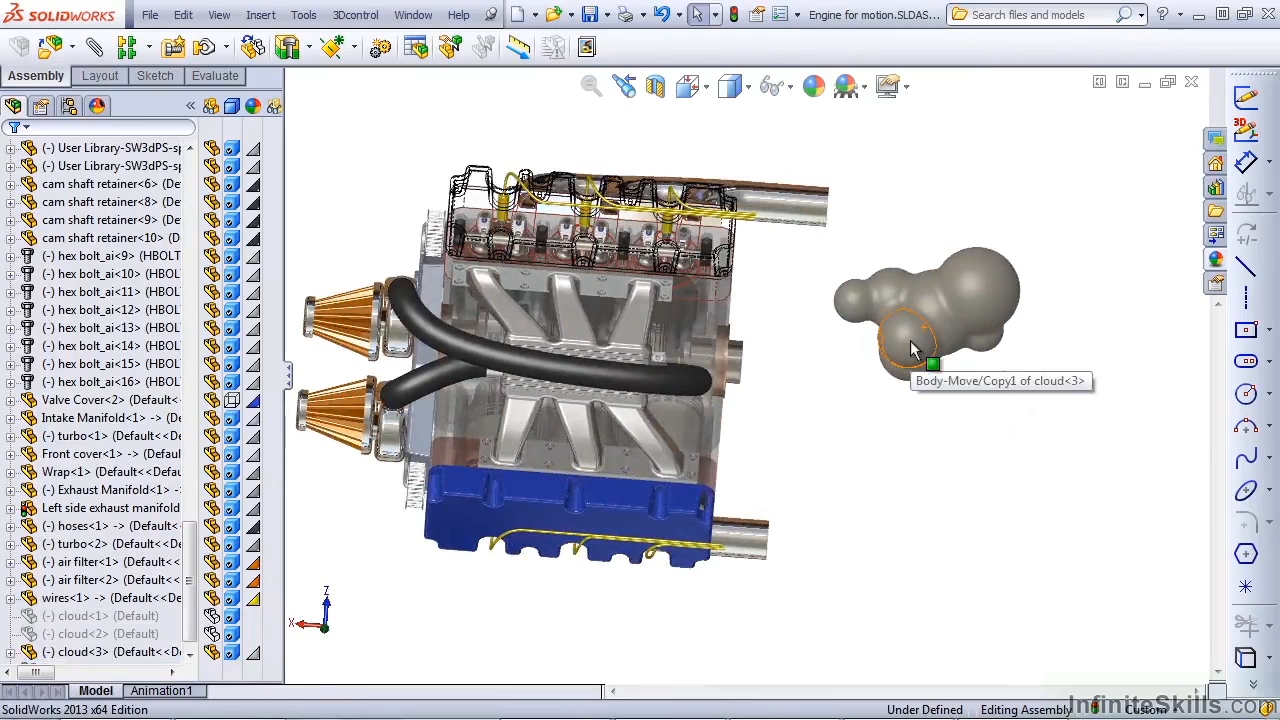 SOLIDWORKS File Edit View Insert Tools 3Dcontrol Window Help Engine for motion.SLDAS... Search files and models
Assembly Layout Sketch Evaluate
(-) User Library-SW3dPS-sp
(-) User Library-SW3dPS-sp
cam shaft retainer<6> (De
cam shaft retainer<8> (De
cam shaft retainer<9> (De
cam shaft retainer<10> (D
(-) hex bolt_ai<9> (HBOLT
(-) hex bolt_ai<10> (HBOL
(-) hex bolt_ai<11> (HBOL
(-) hex bolt_ai<12> (HBOL
(-) hex bolt_ai<13> (HBOL
(-) hex bolt_ai<14> (HBOL
(-) hex bolt_ai<15> (HBOL
(-) hex bolt_ai<16> (HBOL
Body-Move/Copy1 of cloud<3>
Valve Cover<2> (Default<<
Intake Manifold<1> -> (De
(-) turbo<1> (Default<<De
Front cover<1> (Default<<
Wrap<1> (Default<<Defau
(-) Exhaust Manifold<1> ->
Left side exhaust manifold
(-) hoses<1> -> (Default<
(-) turbo<2> (Default<<De
(-) air filter<1> (Default<<
(-) air filter<2> (Default<<
wires<1> -> (Default<<De
(-) cloud<1> (Default)
(-) cloud<2> (Default)
(-) cloud<3> (Default<<D
Z
X
Model Animation1
SolidWorks 2013 x64 Edition Under Defined Editing Assembly Custom
InfiniteSkills.com